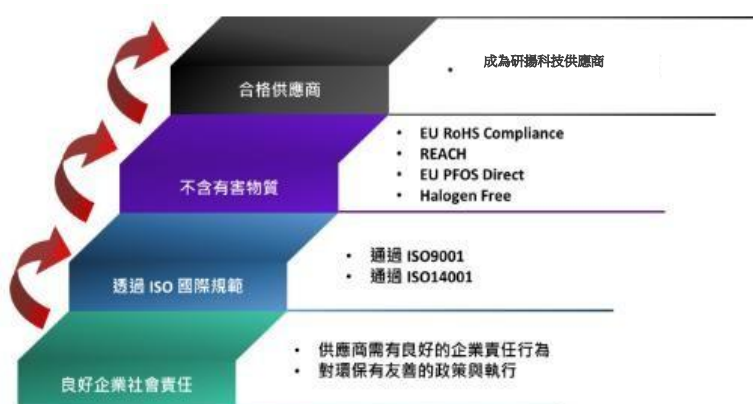 合格供應商
• 成為研揚科技供應商
不含有害物質
• EU RoHS Compliance
• REACH
• EU PFOS Direct
• Halogen Free
透過 ISO 國際規範
• 通過 ISO9001
• 通過 ISO14001
良好企業社會責任
• 供應商需有良好的企業責任行為
• 對環保有友善的政策與執行